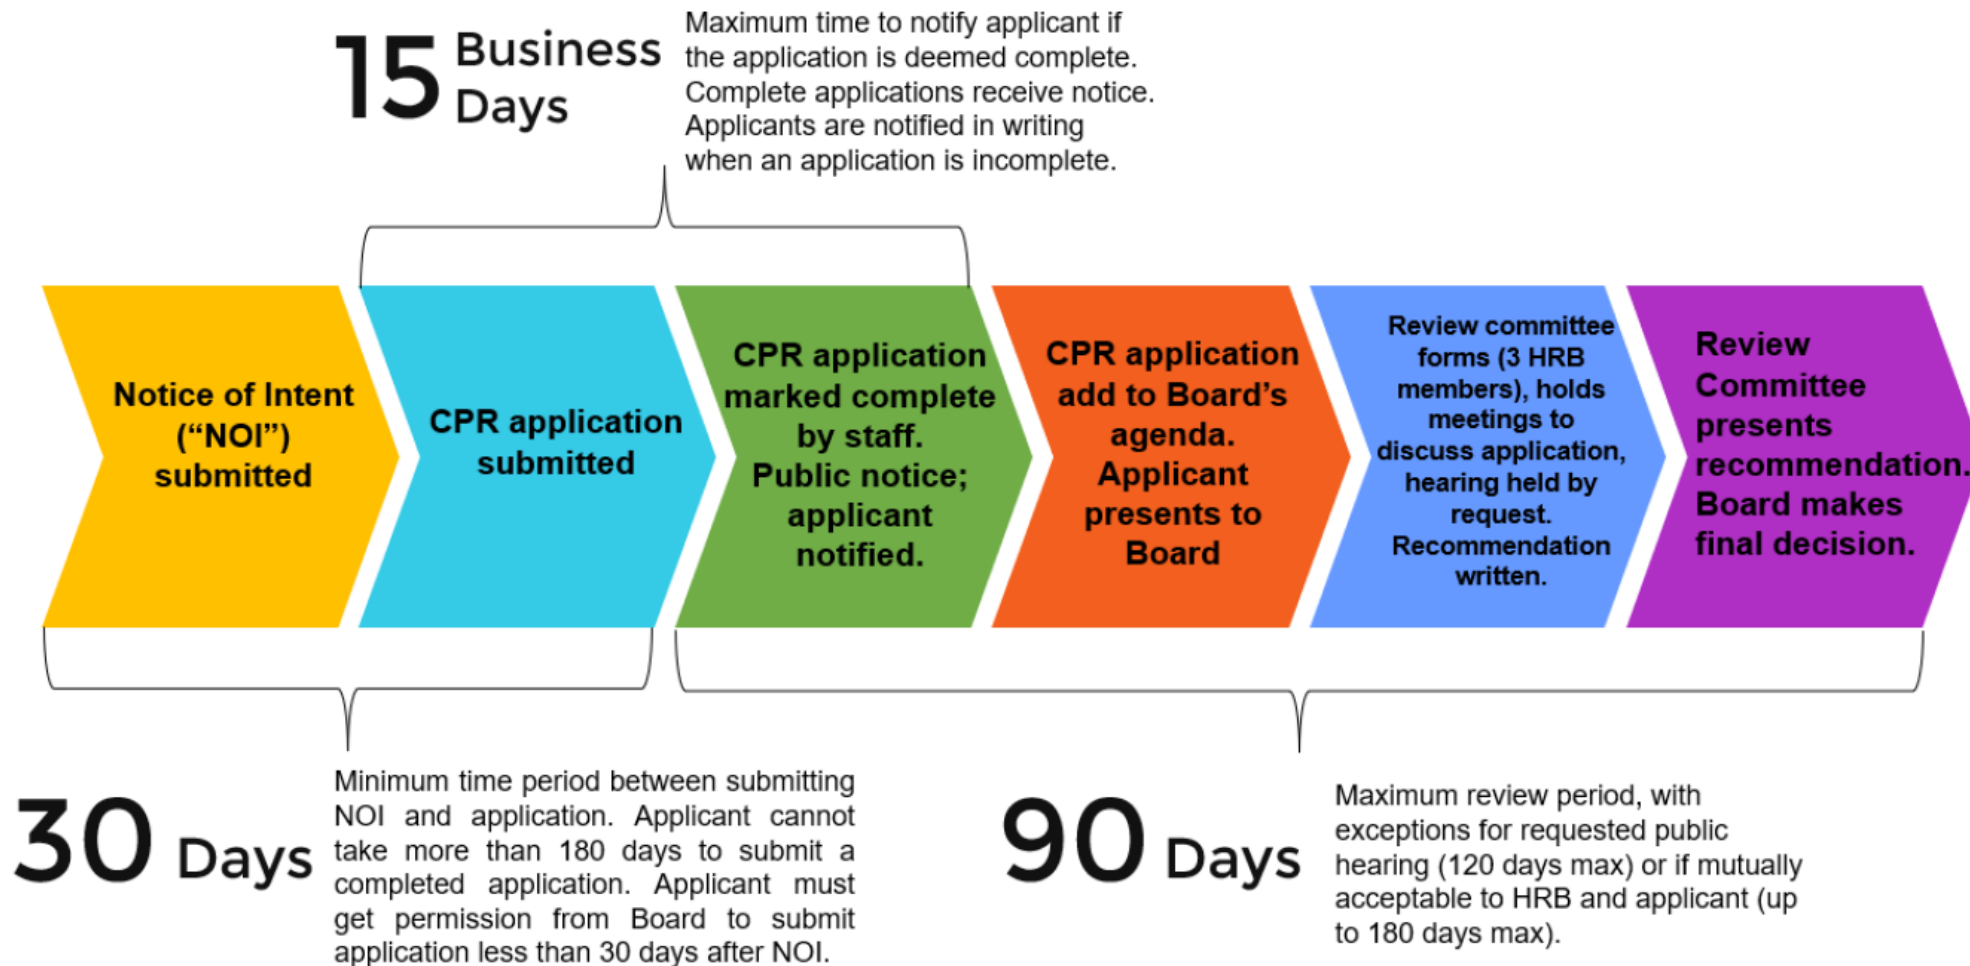 15 Business
Days
Maximum time to notify applicant if
the application is deemed complete.
Complete applications receive notice.
Applicants are notified in writing
when an application is incomplete.
Notice of Intent
(“NOI”)
submitted
CPR application
submitted
CPR application
marked complete
by staff.
Public notice;
applicant
notified.
CPR application
add to Board’s
agenda.
Applicant
presents to
Board
Review committee
forms (3 HRB
members), holds
meetings to
discuss application,
hearing held by
request.
Recommendation
written.
Review
Committee
presents
recommendation.
Board makes
final decision.
30 Days
Minimum time period between submitting
NOI and application. Applicant cannot
take more than 180 days to submit a
completed application. Applicant must
get permission from Board to submit
application less than 30 days after NOI.
90 Days
Maximum review period, with
exceptions for requested public
hearing (120 days max) or if mutually
acceptable to HRB and applicant (up
to 180 days max).